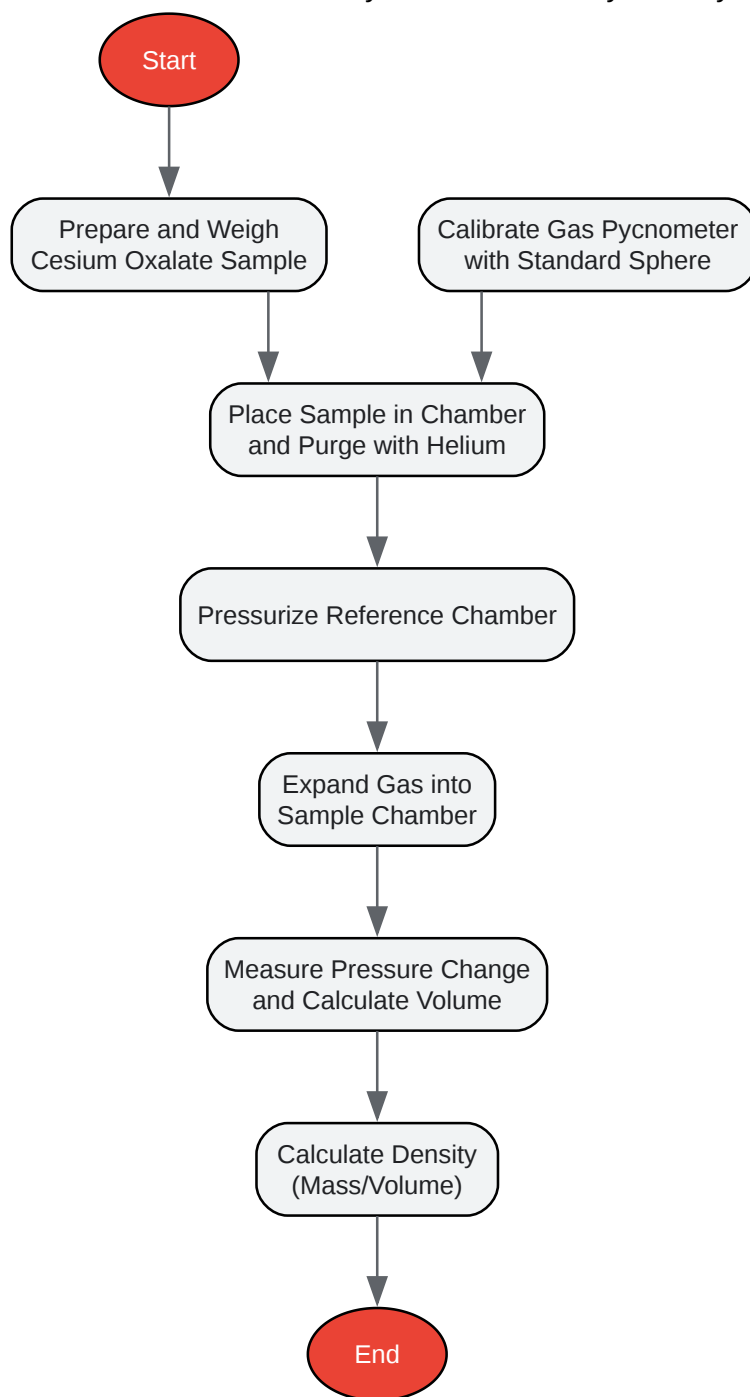 Start
Prepare and Weigh
Cesium Oxalate Sample
Calibrate Gas Pycnometer
with Standard Sphere
Place Sample in Chamber
and Purge with Helium
Pressurize Reference Chamber
Expand Gas into
Sample Chamber
Measure Pressure Change
and Calculate Volume
Calculate Density
(Mass/Volume)
End